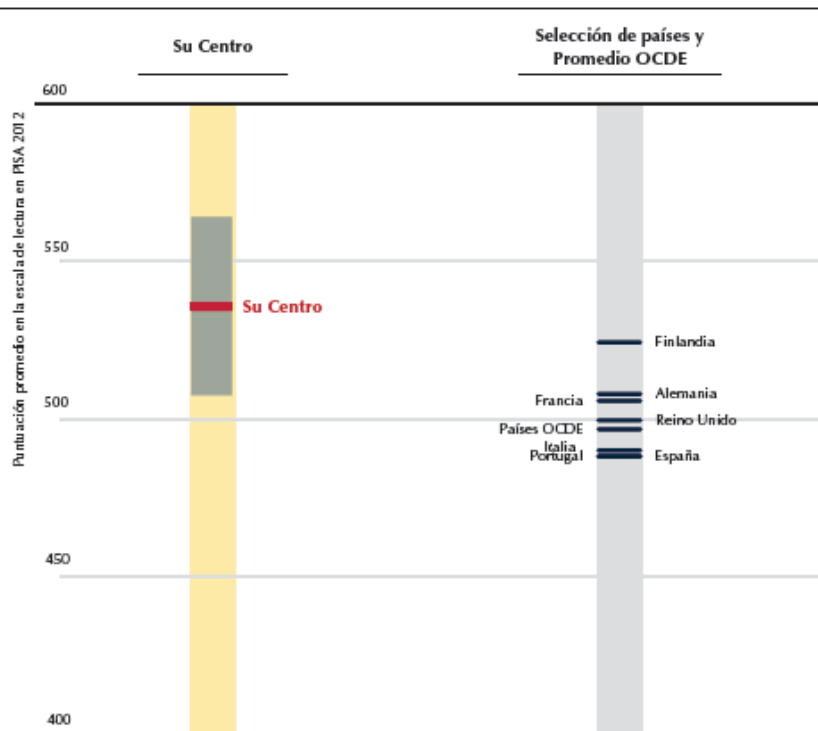 Su Centro
Selección de países y
Promedio OCDE
600
Puntuación promedio en la escala de lectura en PISA 2012
550
Su Centro
Finlandia
Alemania
Francia
500
Reino Unido
Países OCDE
Italia
Portugal
España
450
400